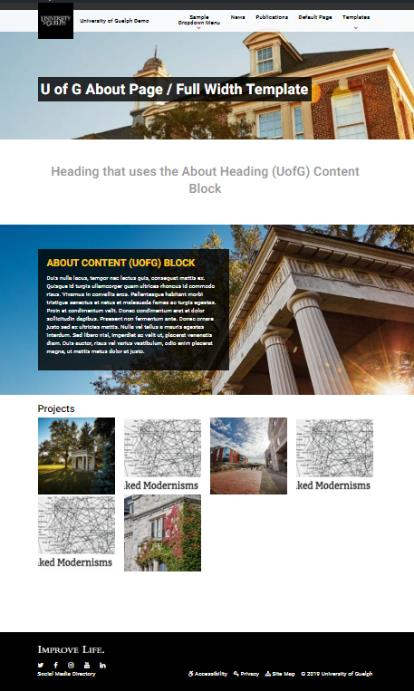 UNIVERSITY
of GUELPH
University of Guelph Demo
Sample
Dropdown Menu
News
Publications
Default Page
Templates
U of G About Page / Full Width Template
Heading that uses the About Heading (UofG) Content
Block
ABOUT CONTENT (UOFG) BLOCK
Duis nulla lacus, tempor nec lectus quis, consequat mattis ex.
Quisque id turpis ullamcorper quam ultrices rhoncus id commodo
risus. Vivamus in convallis eros. Pellentesque habitant morbi
tristique senectus et netus et malesuada fames ac turpis egestas.
Proin et condimentum velit. Donec condimentum erat et dolor
sollicitudin dapibus. Praesent non fermentum ante. Donec ornare
justo sed ex ultricies mattis. Nulla vel tellus a mauris egestas
interdum. Sed libero nisl, imperdiet ac velit ut, placerat venenatis
diam. Duis auctor, risus vel varius vestibulum, odio enim placerat
magna, ut mattis metus dolor at justo.
Projects
ked Modernisms
ked Modernisms
ked Modernisms
IMPROVE LIFE.
Social Media Directory
Accessibility
Privacy
Site Map
© 2019 University of Guelph